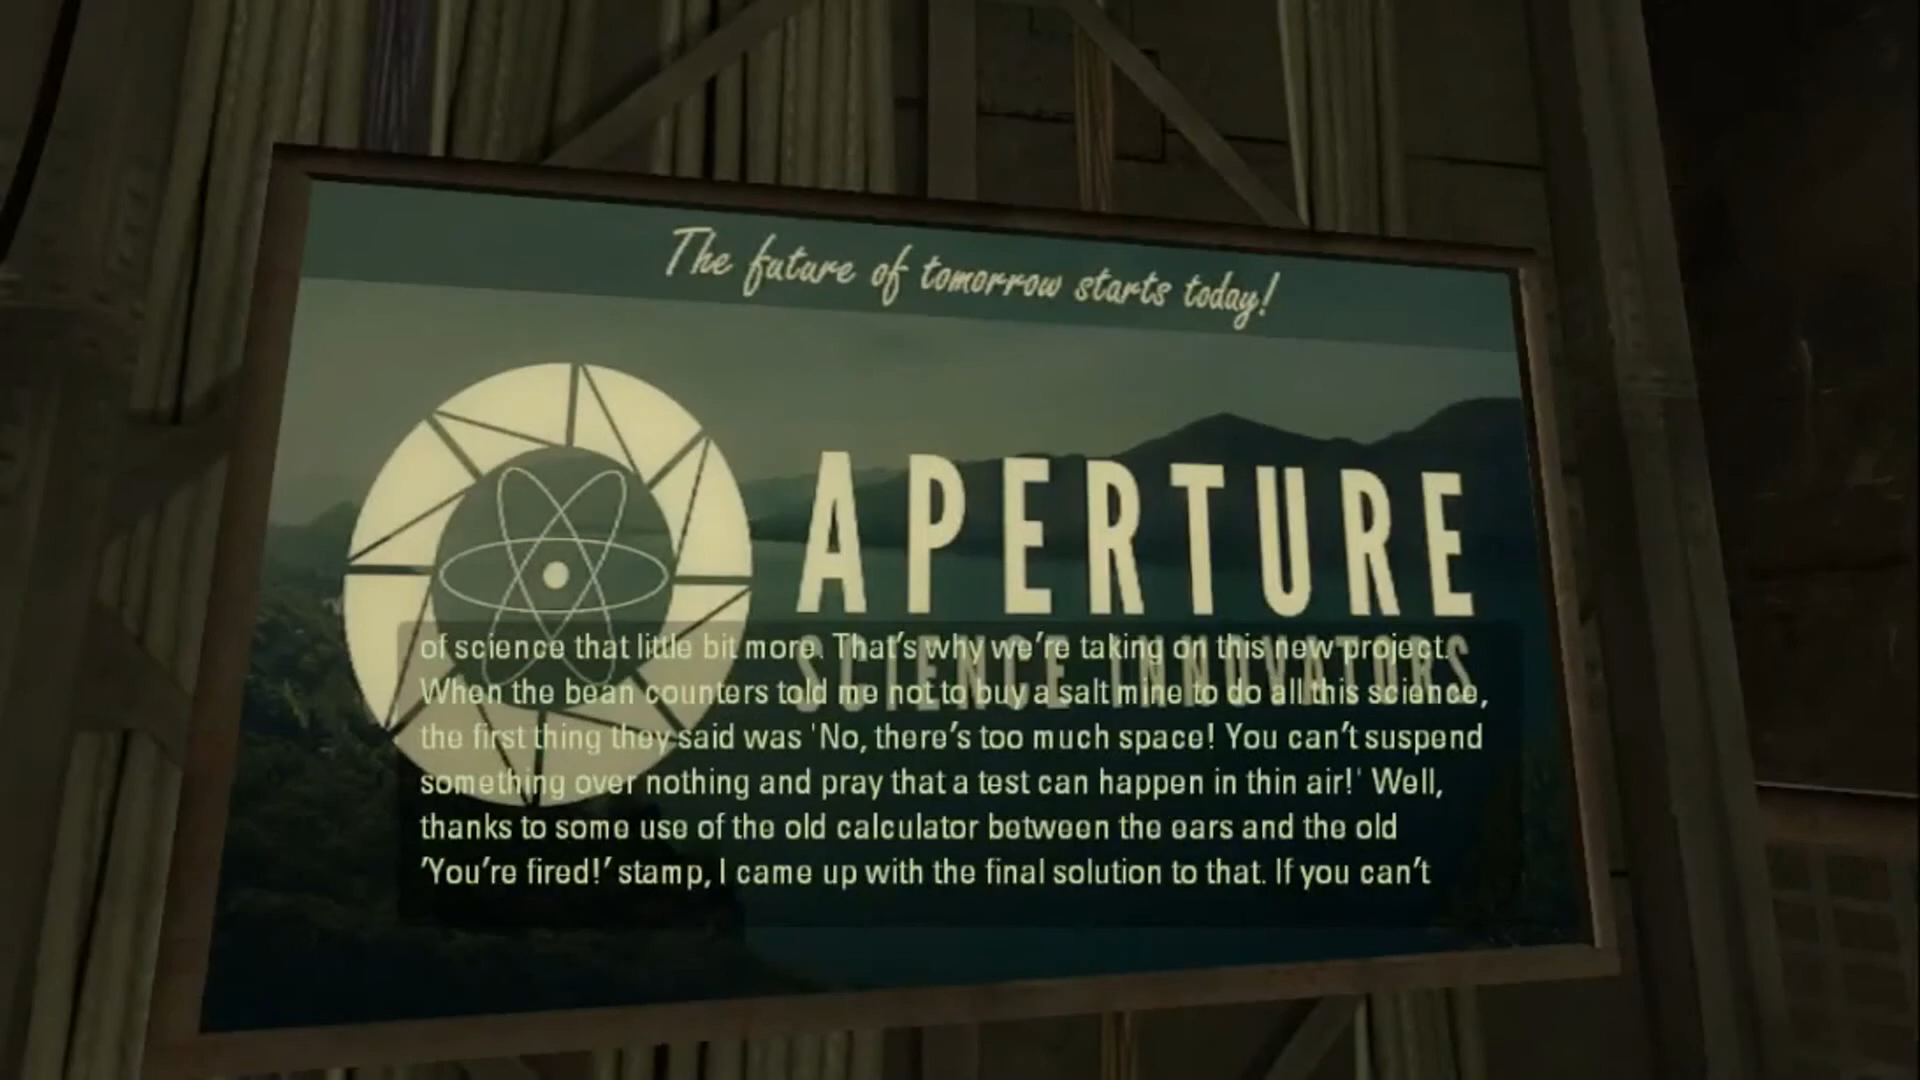 The future of tomorrow starts today!
APERTURE
SCIENCE INNOVATORS
of science that little bit more. That's why we're taking on this new project.
When the bean counters told me not to buy a salt mine to do all this science,
the first thing they said was 'No, there's too much space! You can't suspend
something over nothing and pray that a test can happen in thin air!' Well,
thanks to some use of the old calculator between the ears and the old
'You're fired!' stamp, I came up with the final solution to that. If you can't